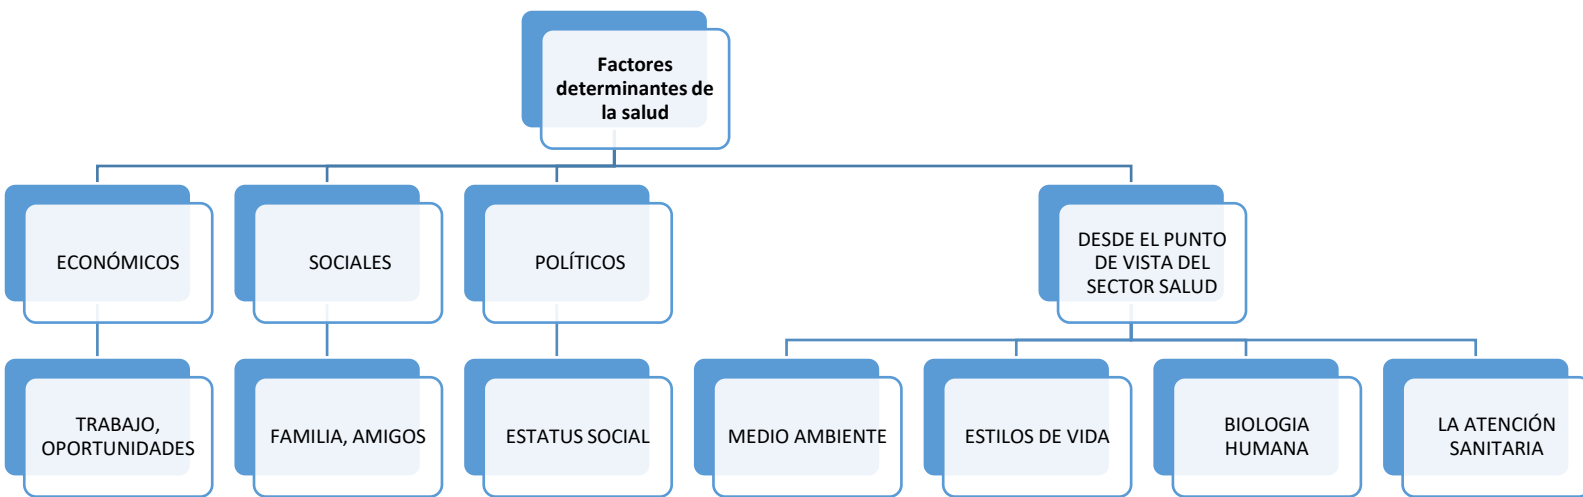 Factores
determinantes de
la salud
ECONÓMICOS
SOCIALES
POLÍTICOS
DESDE EL PUNTO
DE VISTA DEL
SECTOR SALUD
TRABAJO,
OPORTUNIDADES
FAMILIA, AMIGOS
ESTATUS SOCIAL
MEDIO AMBIENTE
ESTILOS DE VIDA
BIOLOGIA
HUMANA
LA ATENCIÓN
SANITARIA